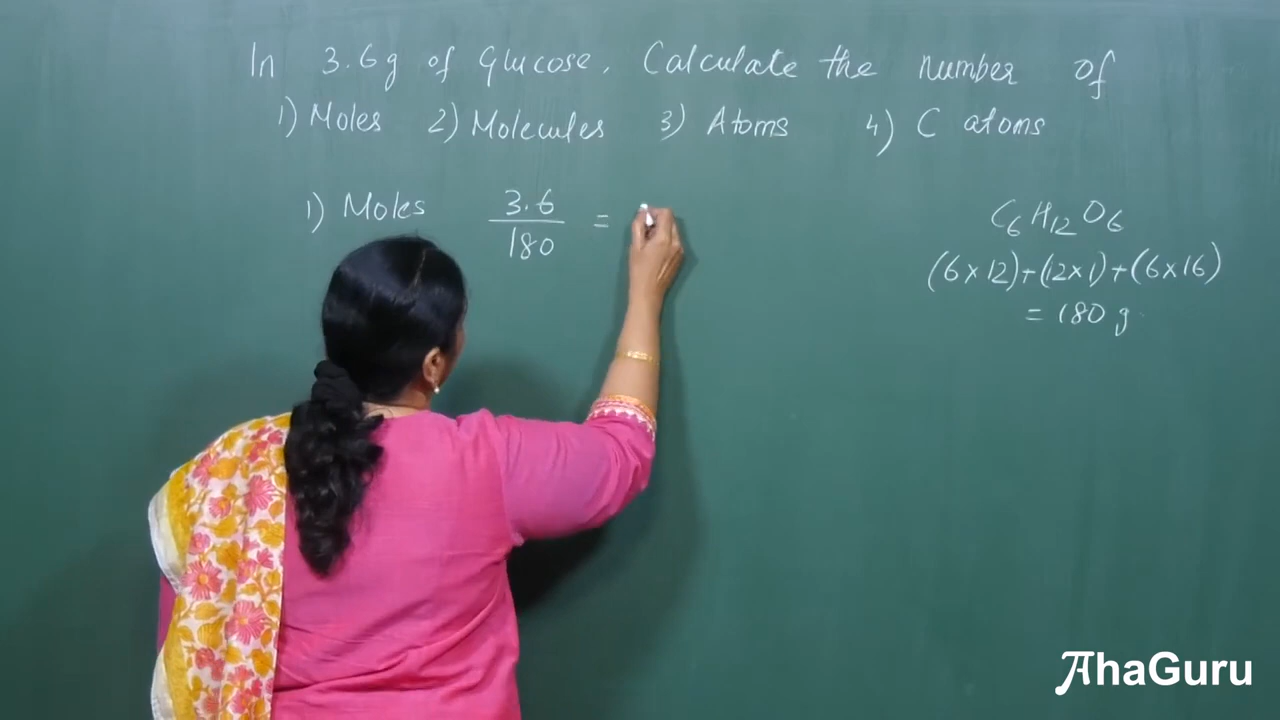 In 3.6g of Glucose, Calculate the number of
1) Moles 2) Molecules 3) Atoms 4) C atoms
1) Moles 3.6/180 =
C6H12O6
(6×12)+(12×1)+(6×16)
= 180 g
AhaGuru